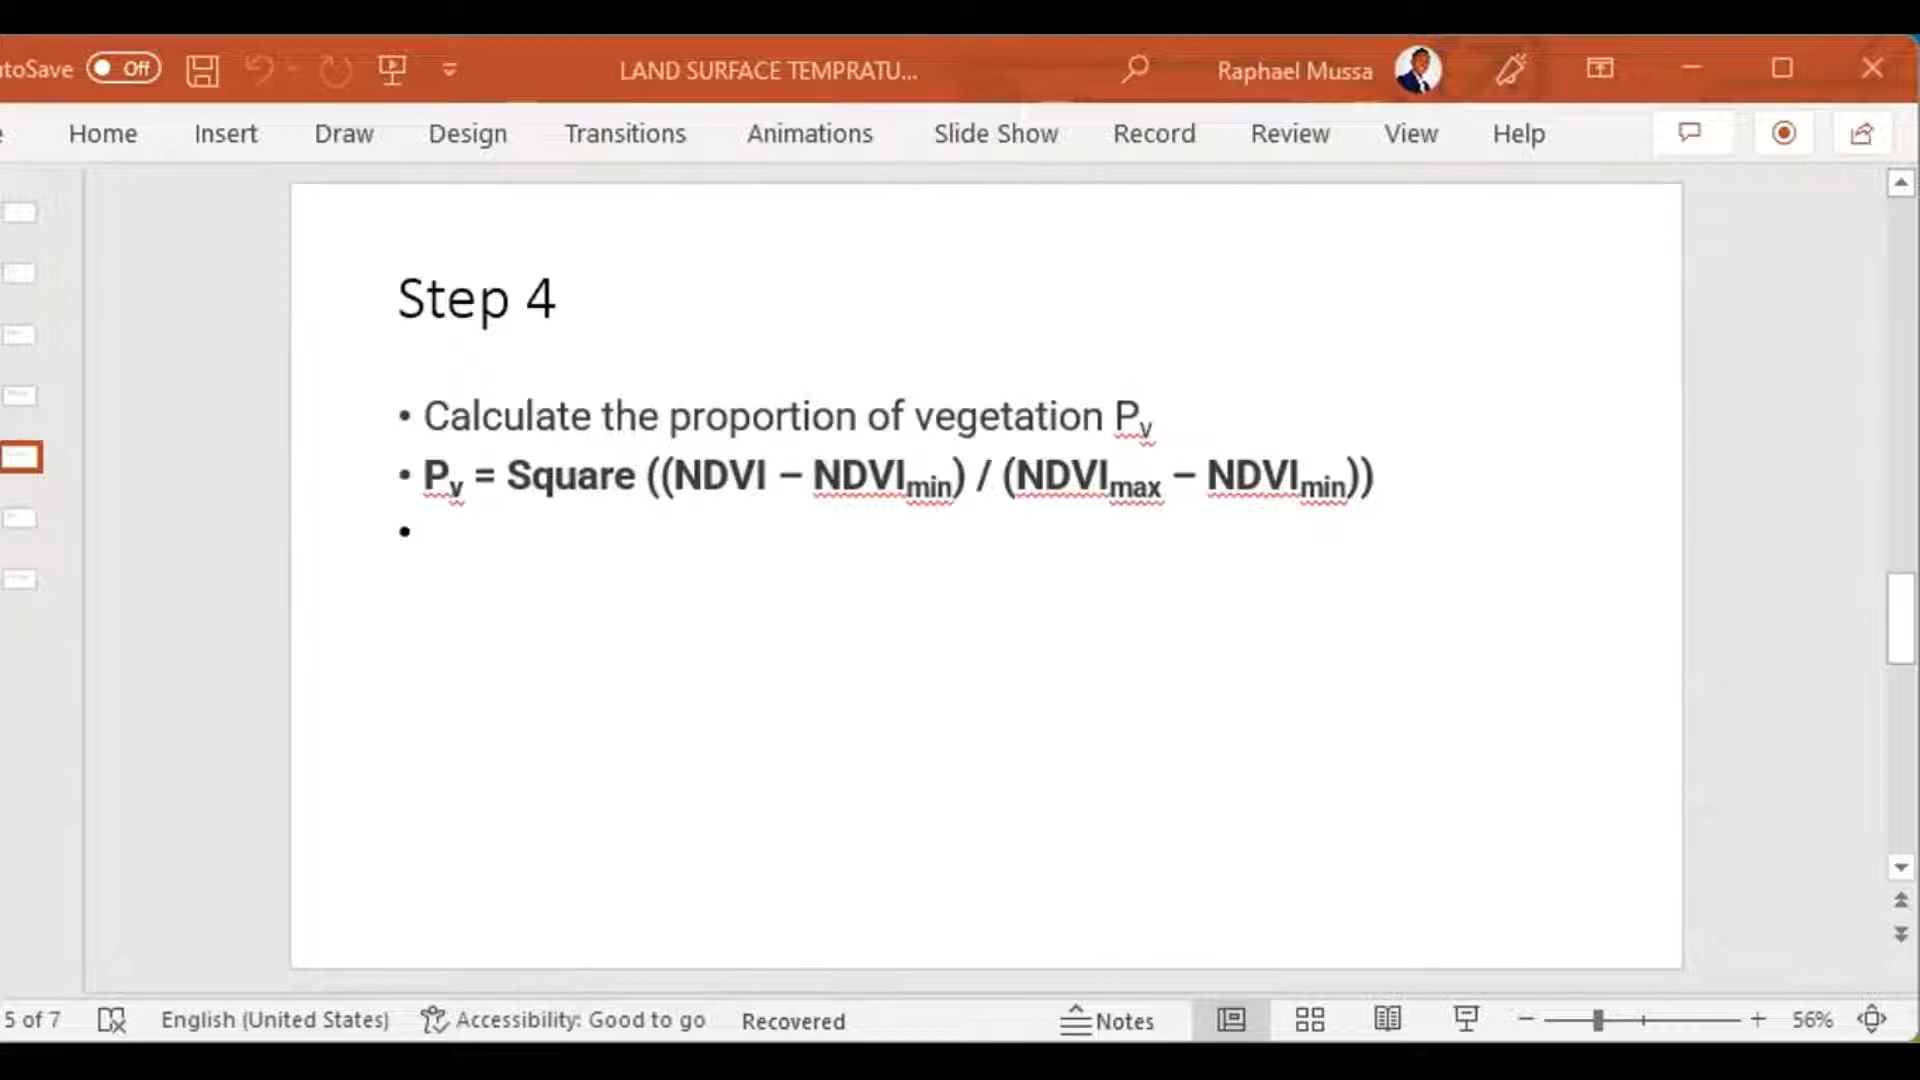 toSave Off LAND SURFACE TEMPRATU... Raphael Mussa
Home Insert Draw Design Transitions Animations Slide Show Record Review View Help
Step 4
• Calculate the proportion of vegetation Pv
• Pv = Square ((NDVI – NDVImin) / (NDVImax – NDVImin))
•
5 of 7 English (United States) Accessibility: Good to go Recovered Notes 56%